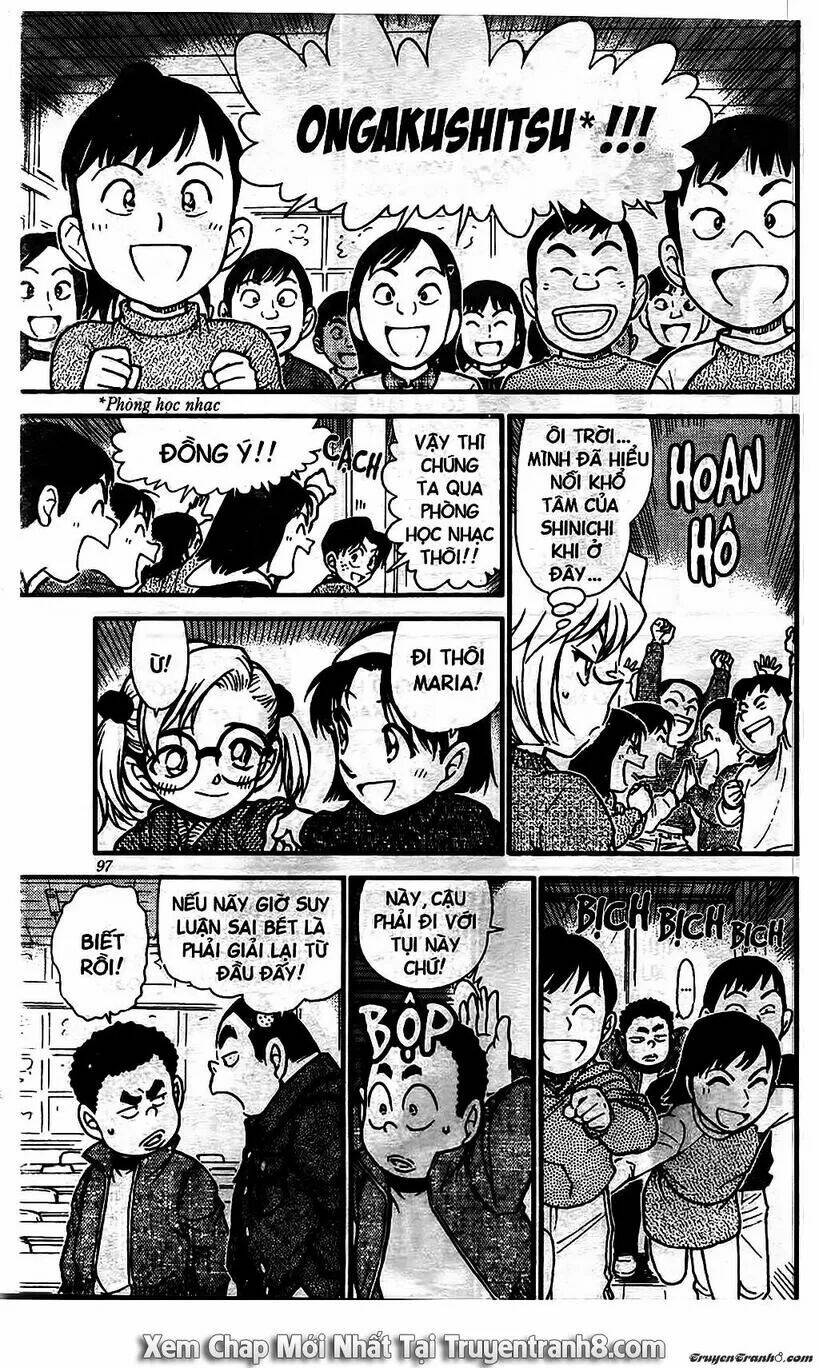 ONGAKUSHITSU* !!!
*Phòng học nhạc
ÔI TRỜI...
MÌNH ĐÃ HIỂU
NỔI KHỔ
TÂM CỦA
SHINICHI
KHI Ở
ĐÂY...
HOAN
HÔ
VẬY THÌ
CHÚNG
TA QUA
PHÒNG
HỌC NHẠC
THÔI!!
CẠCH
ĐỒNG Ý!!
ĐI THÔI
MARIA!
Ừ!
97
BỊCH BỊCH BỊCH
....
NÀY, CẬU
PHẢI ĐI VỚI
TỤI NÀY
CHỨ!
BỘP
NẾU NÃY GIỜ SUY
LUẬN SAI BÉT LÀ
PHẢI GIẢI LẠI TỪ
ĐẦU ĐẤY!
BIẾT
RỒI!
Xem Chap Mới Nhất Tại Truyentranh8.com
TruyenTranh8.com